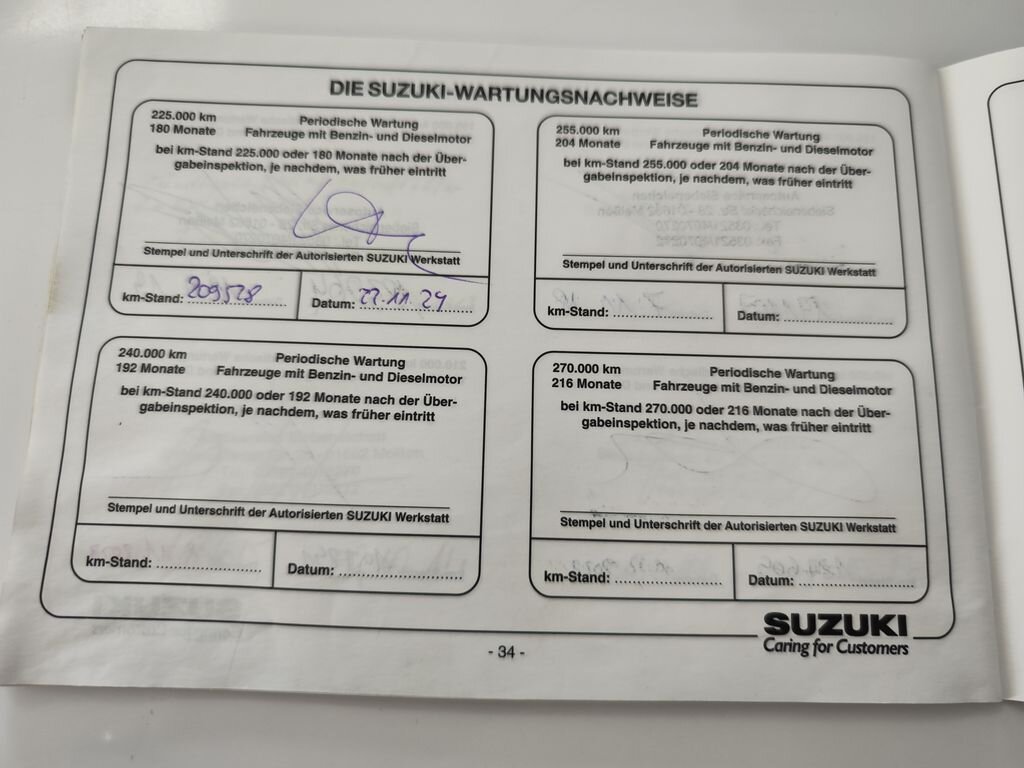 DIE SUZUKI-WARTUNGSNACHWEISE
225.000 km
180 Monate
Periodische Wartung
Fahrzeuge mit Benzin- und Dieselmotor
bei km-Stand 225.000 oder 180 Monate nach der Über-
gabeinspektion, je nachdem, was früher eintritt
Stempel und Unterschrift der Autorisierten SUZUKI Werkstatt
km-Stand: 209528
Datum: 27.11.24
255.000 km
204 Monate
Periodische Wartung
Fahrzeuge mit Benzin- und Dieselmotor
bei km-Stand 255.000 oder 204 Monate nach der Über-
gabeinspektion, je nachdem, was früher eintritt
Stempel und Unterschrift der Autorisierten SUZUKI Werkstatt
km-Stand:
Datum:
240.000 km
192 Monate
Periodische Wartung
Fahrzeuge mit Benzin- und Dieselmotor
bei km-Stand 240.000 oder 192 Monate nach der Über-
gabeinspektion, je nachdem, was früher eintritt
Stempel und Unterschrift der Autorisierten SUZUKI Werkstatt
km-Stand:
Datum:
270.000 km
216 Monate
Periodische Wartung
Fahrzeuge mit Benzin- und Dieselmotor
bei km-Stand 270.000 oder 216 Monate nach der Über-
gabeinspektion, je nachdem, was früher eintritt
Stempel und Unterschrift der Autorisierten SUZUKI Werkstatt
km-Stand:
Datum:
SUZUKI
Caring for Customers
- 34 -